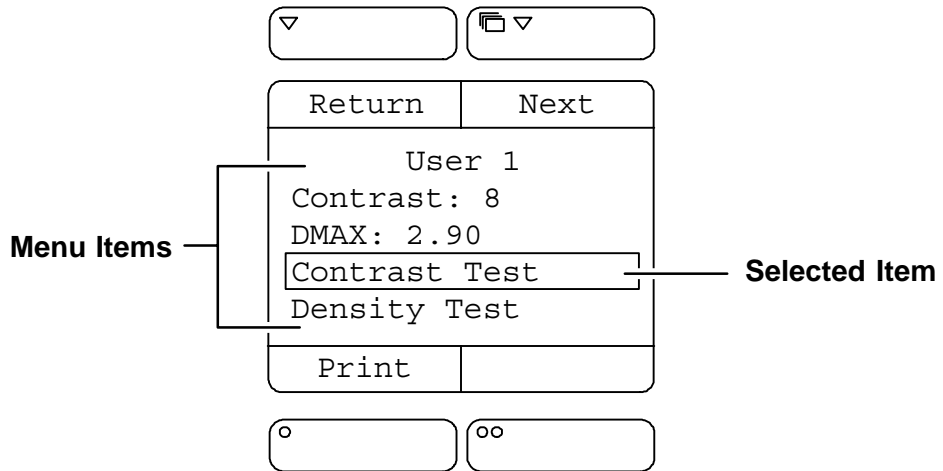 Return Next
User 1
Contrast: 8
DMAX: 2.90
Menu Items
Contrast Test
Selected Item
Density Test
Print